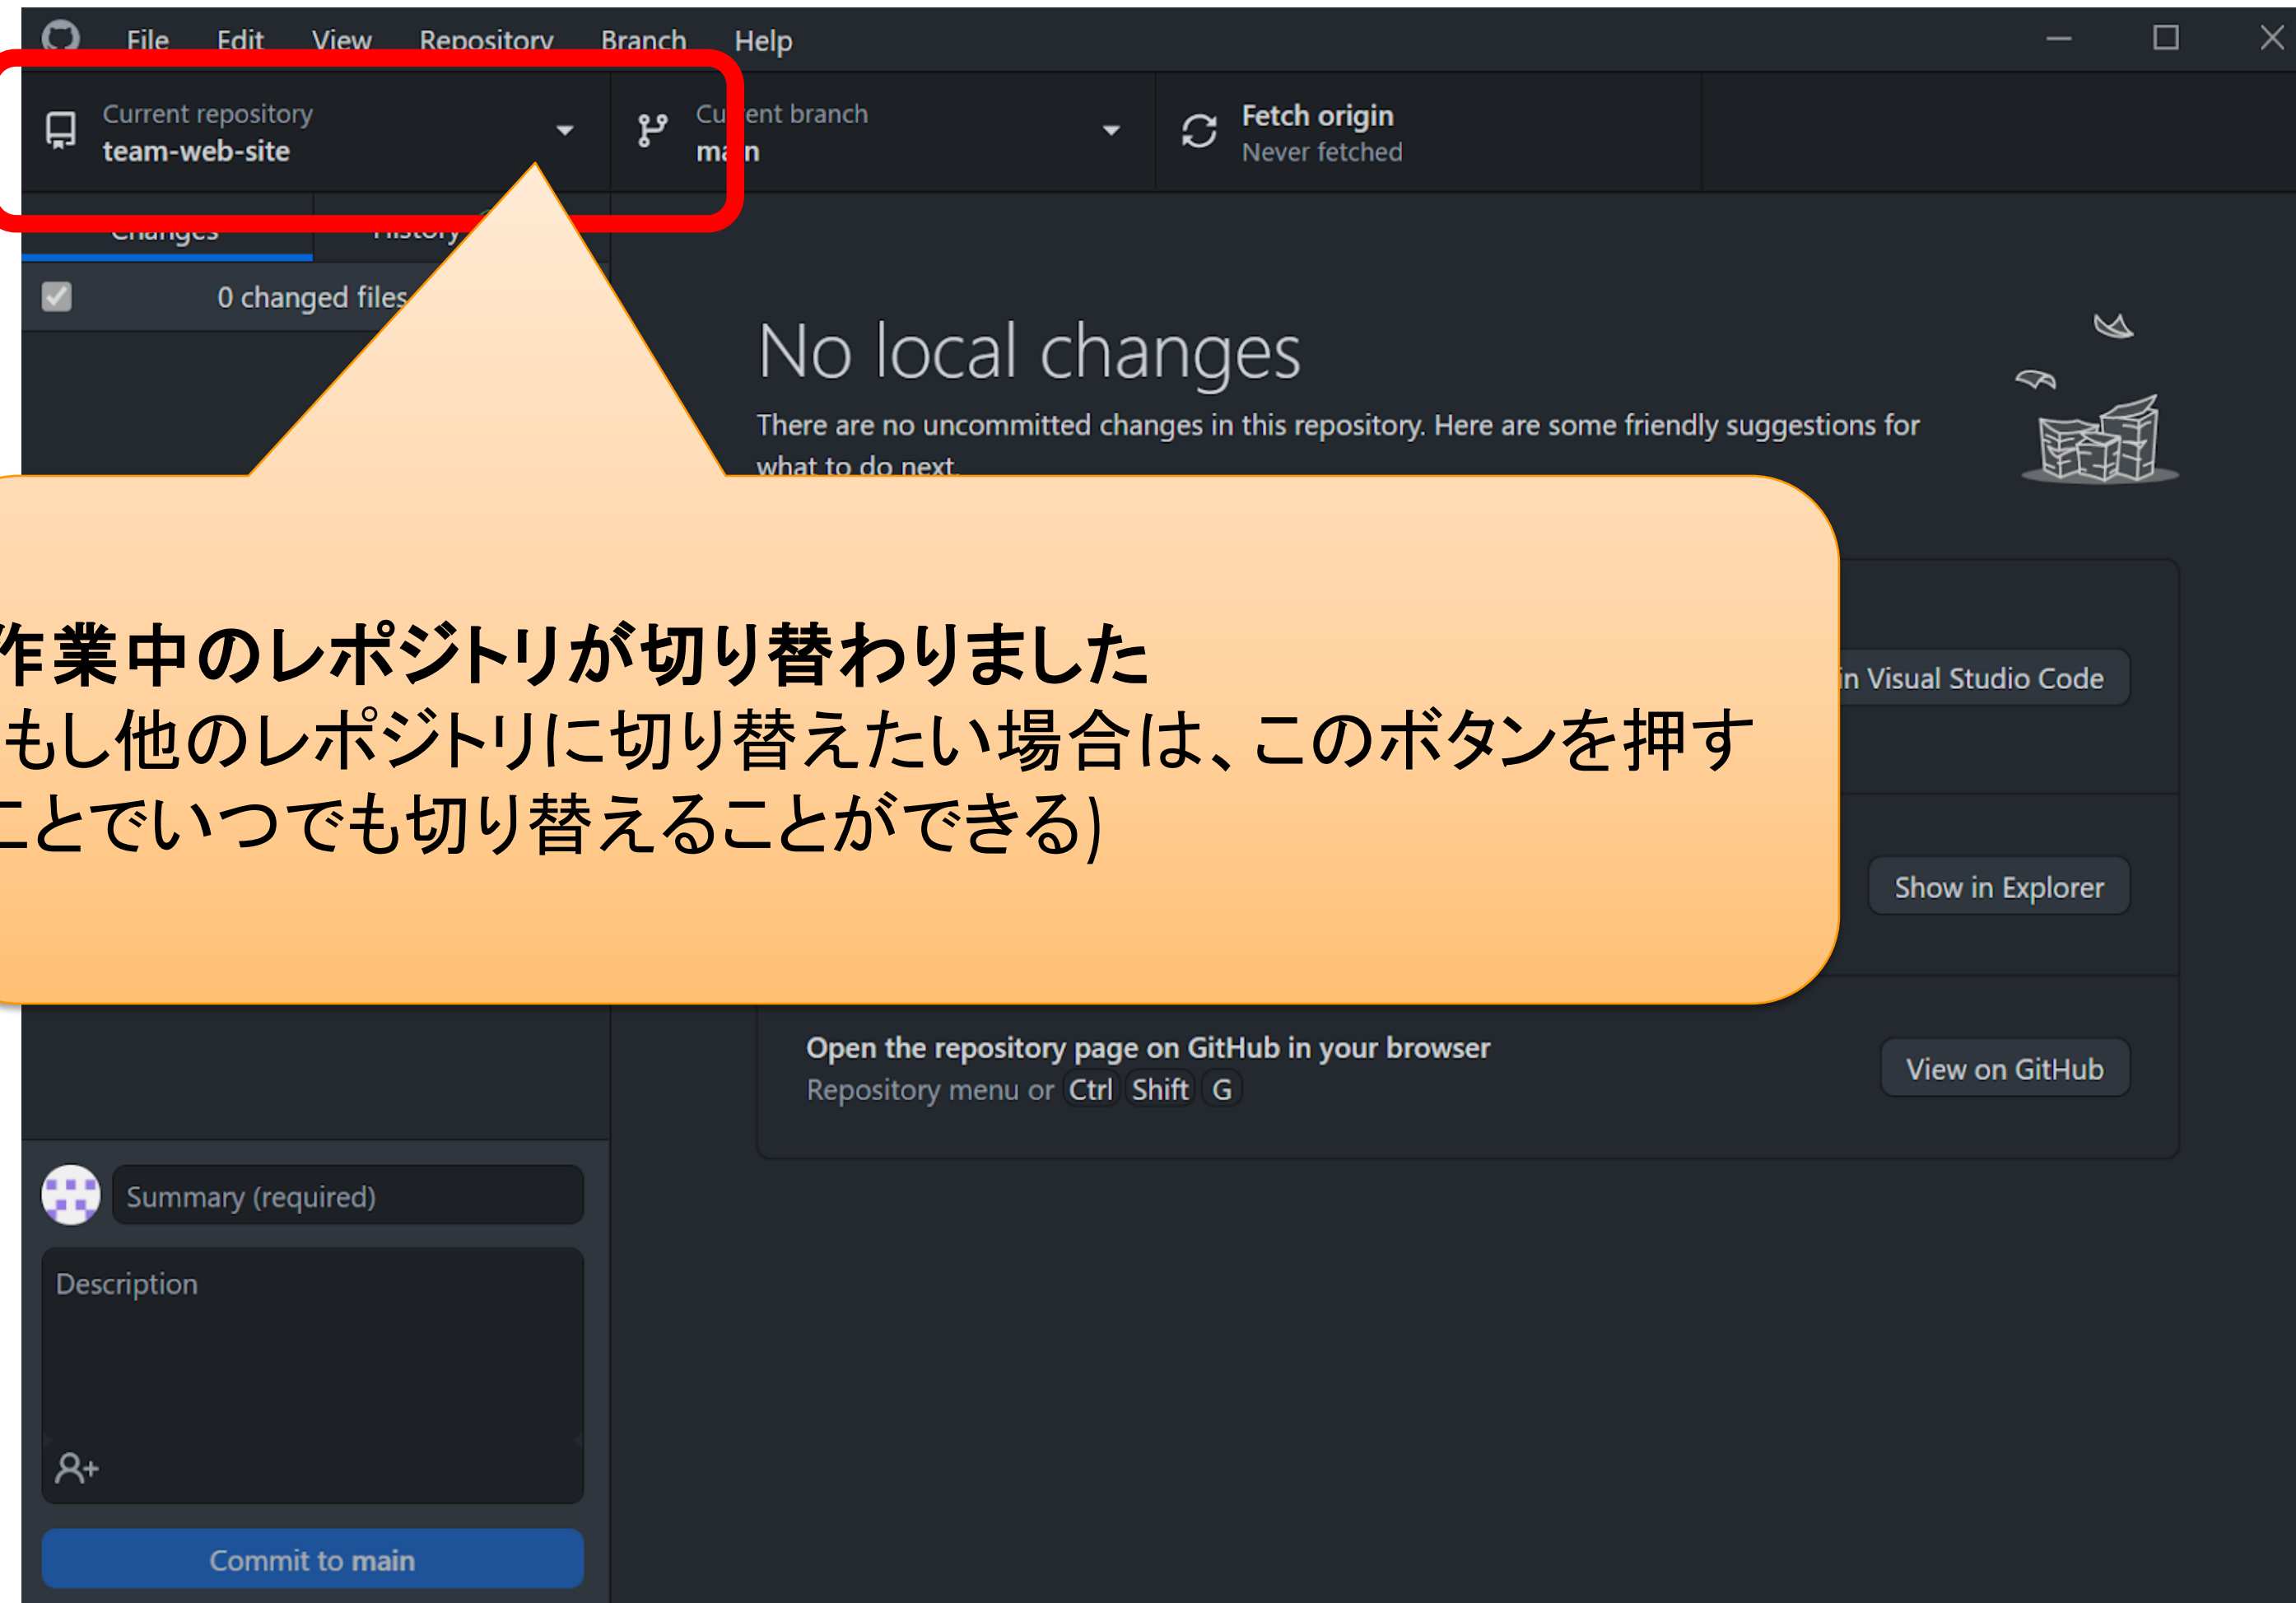 File Edit View Repository Branch Help
Current repository
team-web-site
Current branch
main
Fetch origin
Never fetched
Changes
History
0 changed files
No local changes
There are no uncommitted changes in this repository. Here are some friendly suggestions for
what to do next.
作業中のレポジトリが切り替わりました
もし他のレポジトリに切り替えたい場合は、このボタンを押す
ことでいつでも切り替えることができる)
in Visual Studio Code
Show in Explorer
Open the repository page on GitHub in your browser
Repository menu or Ctrl Shift G
View on GitHub
Summary (required)
Description
Commit to main